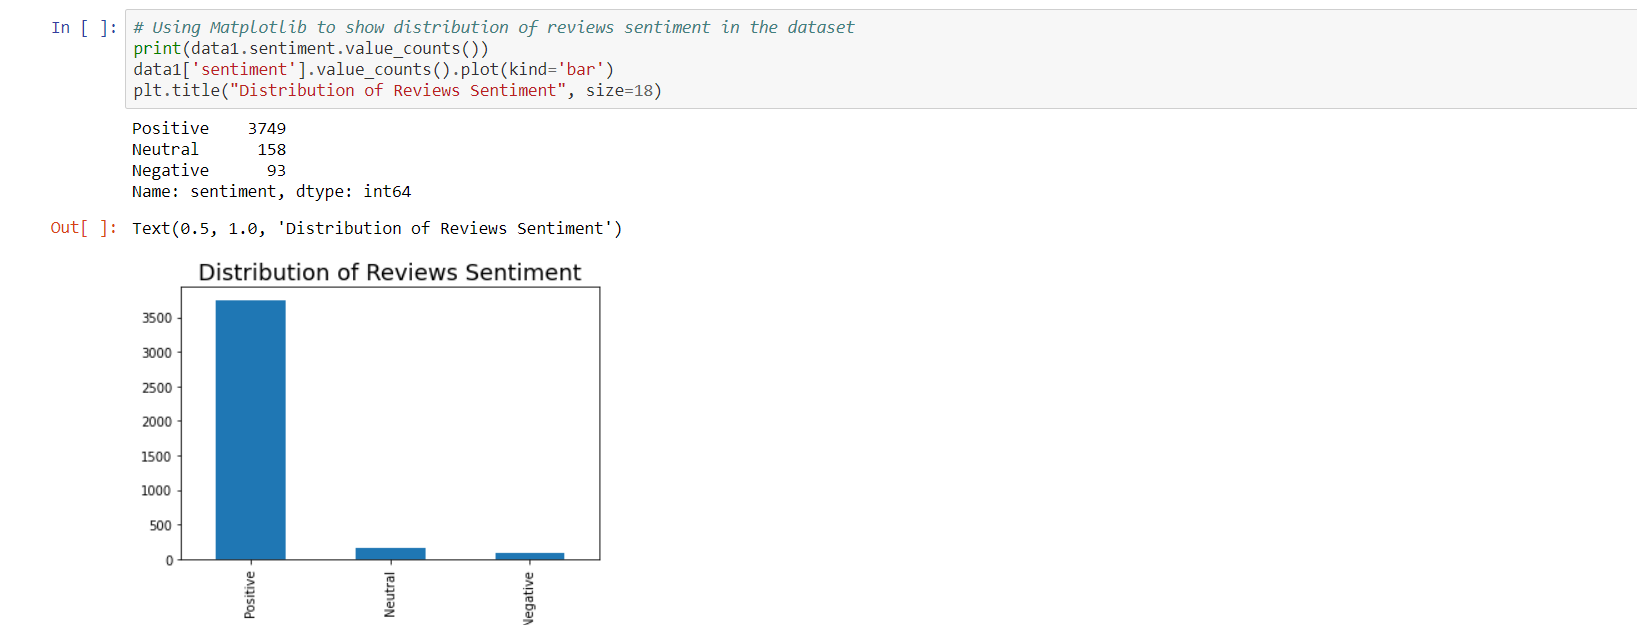 In [ ]: # Using Matplotlib to show distribution of reviews sentiment in the dataset
print(data1.sentiment.value_counts())
data1['sentiment'].value_counts().plot(kind='bar')
plt.title("Distribution of Reviews Sentiment", size=18)
Positive    3749
Neutral      158
Negative      93
Name: sentiment, dtype: int64
Out[ ]: Text(0.5, 1.0, 'Distribution of Reviews Sentiment')
Distribution of Reviews Sentiment
3500
3000
2500
2000
1500
1000
500
0
Positive
Neutral
Negative